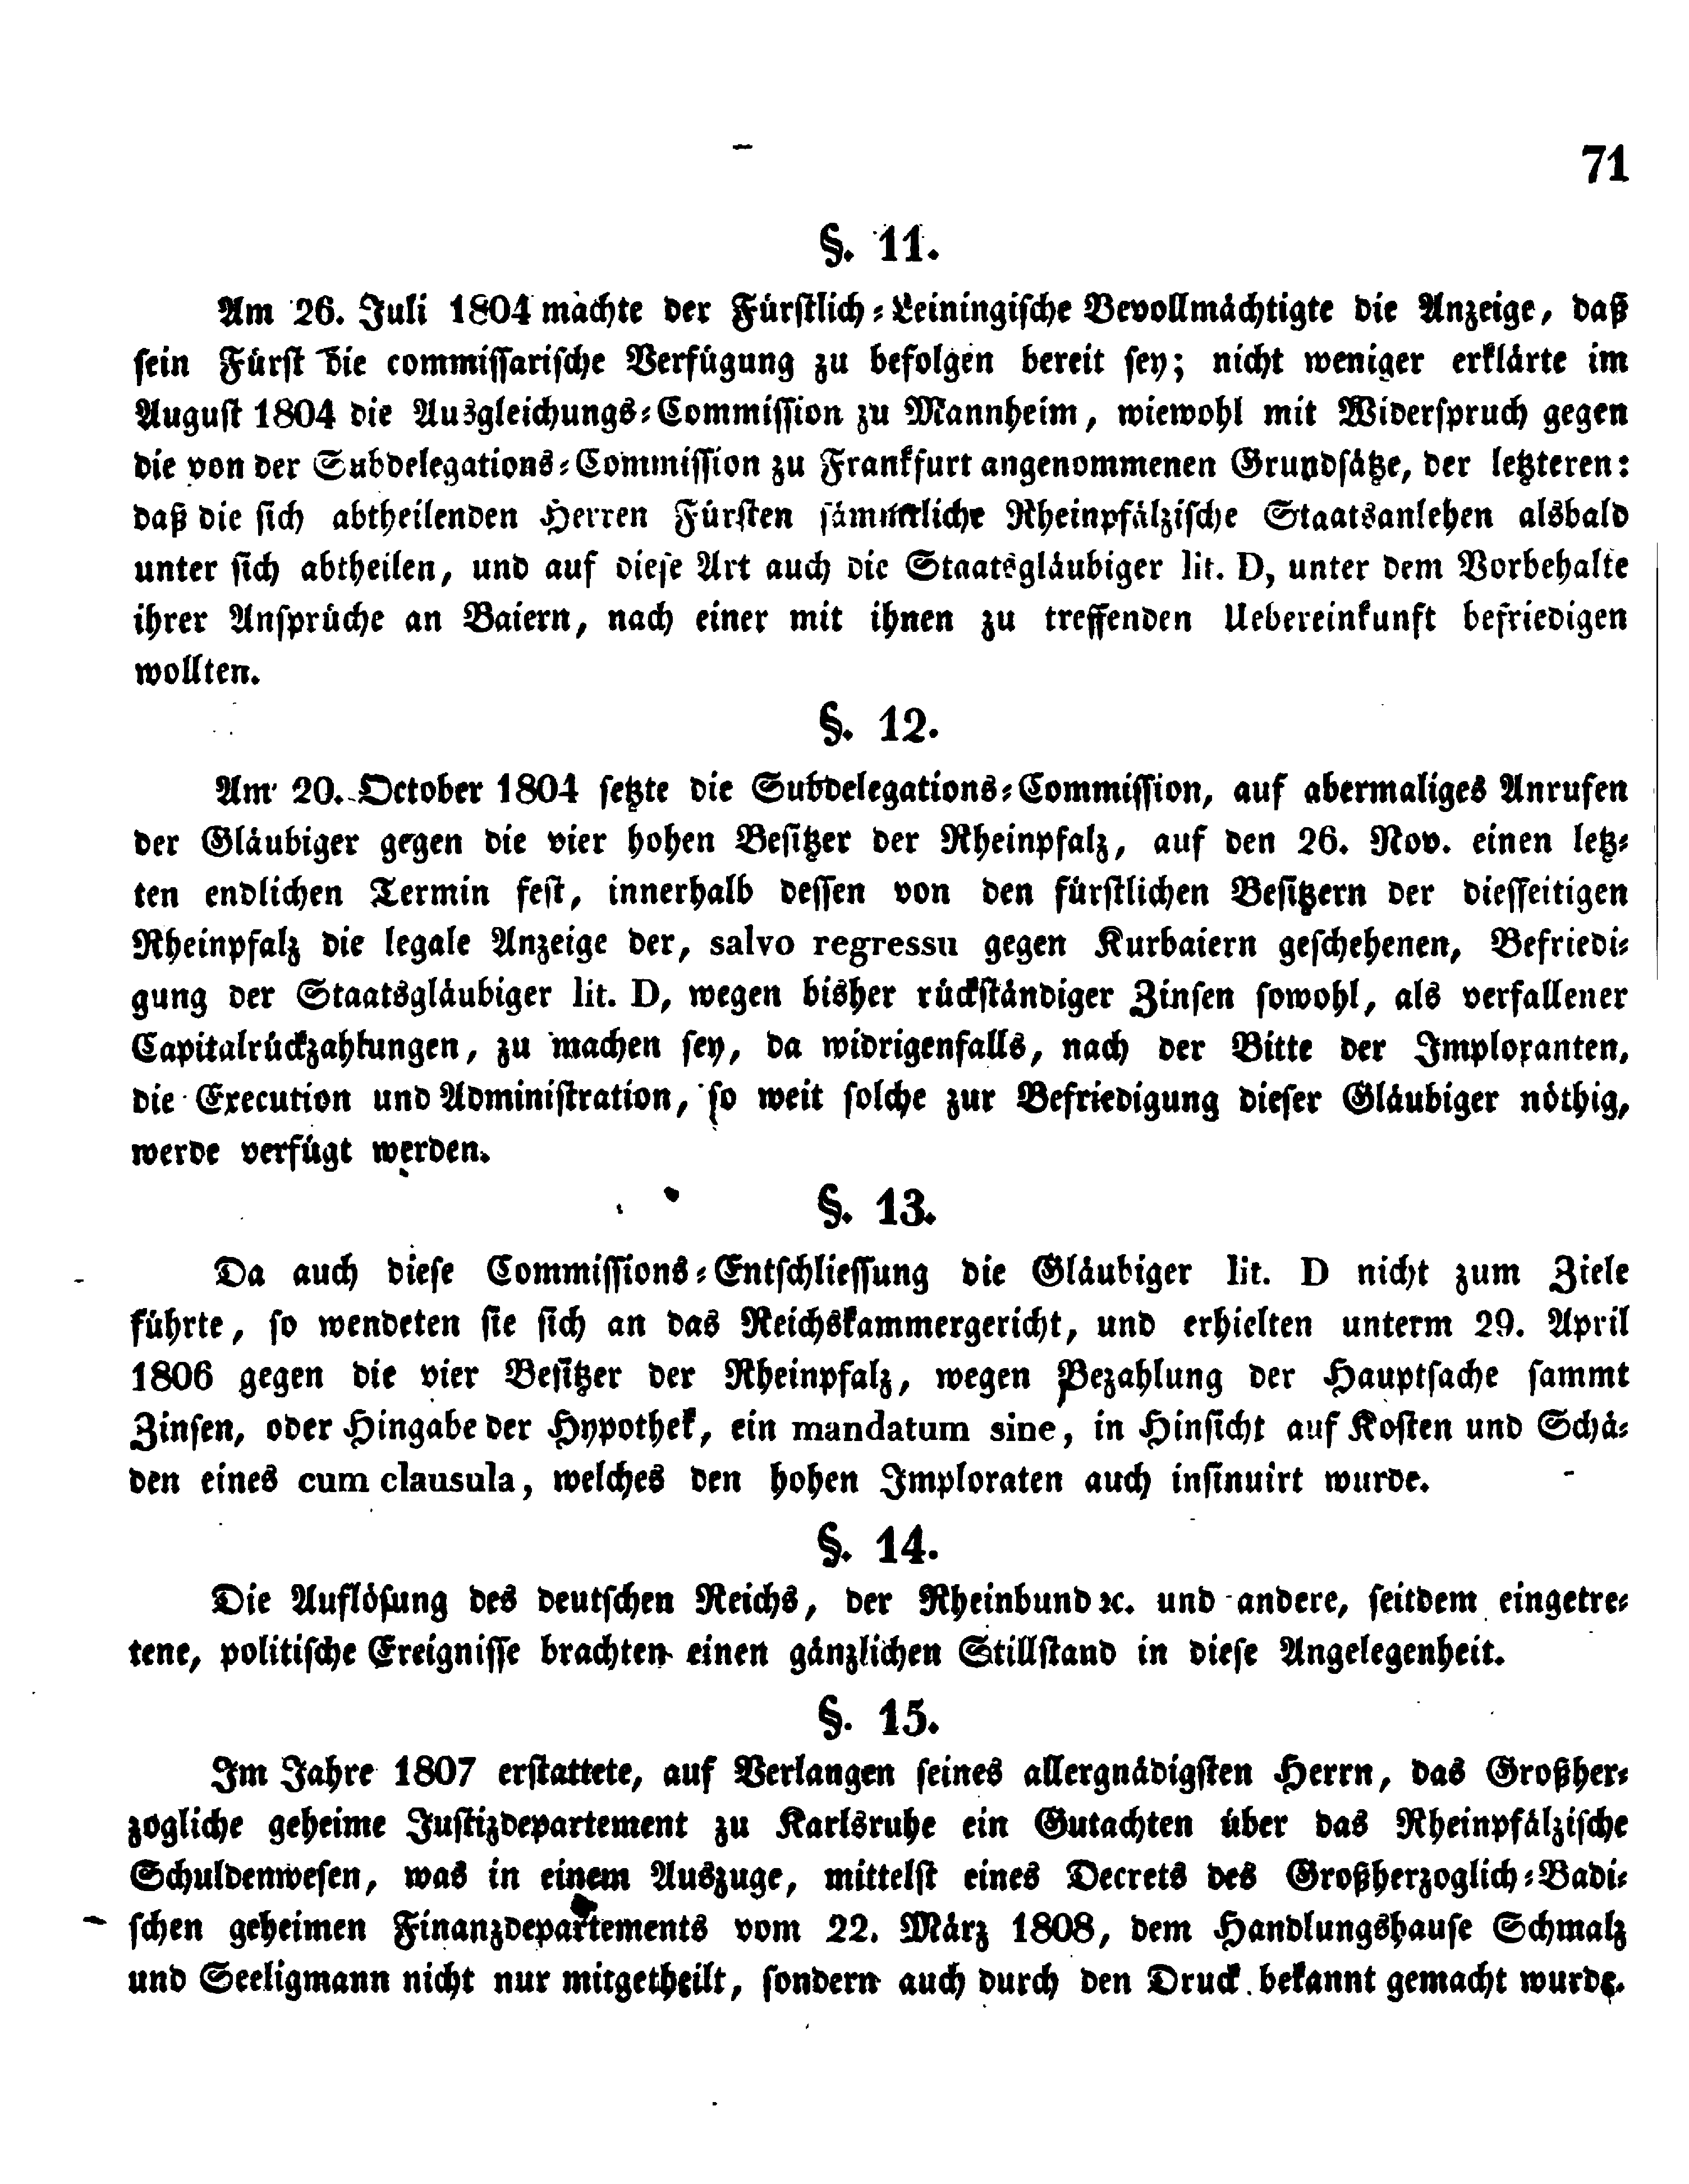 71
§. 11.
Am 26. Juli 1804 machte der Fürstlich-Leiningische Bevollmächtigte die Anzeige, daß
sein Fürst die commissarische Verfügung zu befolgen bereit sey; nicht weniger erklärte im
August 1804 die Ausgleichungs-Commission zu Mannheim, wiewohl mit Widerspruch gegen
die von der Subdelegations-Commission zu Frankfurt angenommenen Grundsätze, der letzteren:
daß die sich abtheilenden Herren Fürsten sämmtliche Rheinpfälzische Staatsanlehen alsbald
unter sich abtheilen, und auf diese Art auch die Staatsgläubiger lit. D, unter dem Vorbehalte
ihrer Ansprüche an Baiern, nach einer mit ihnen zu treffenden Uebereinkunft befriedigen
wollten.
§. 12.
Am 20. October 1804 setzte die Subdelegations-Commission, auf abermaliges Anrufen
der Gläubiger gegen die vier hohen Besitzer der Rheinpfalz, auf den 26. Nov. einen letz-
ten endlichen Termin fest, innerhalb dessen von den fürstlichen Besitzern der diesseitigen
Rheinpfalz die legale Anzeige der, salvo regressu gegen Kurbaiern geschehenen, Befriedi-
gung der Staatsgläubiger lit. D, wegen bisher rückständiger Zinsen sowohl, als verfallener
Capitalrückzahlungen, zu machen sey, da widrigenfalls, nach der Bitte der Imploranten,
die Execution und Administration, so weit solche zur Befriedigung dieser Gläubiger nöthig,
werde verfügt werden.
§. 13.
Da auch diese Commissions-Entschliessung die Gläubiger lit. D nicht zum Ziele
führte, so wendeten sie sich an das Reichskammergericht, und erhielten unterm 29. April
1806 gegen die vier Besitzer der Rheinpfalz, wegen Bezahlung der Hauptsache sammt
Zinsen, oder Hingabe der Hypothek, ein mandatum sine, in Hinsicht auf Kosten und Schä-
den eines cum clausula, welches den hohen Imploraten auch insinuirt wurde.
§. 14.
Die Auflösung des deutschen Reichs, der Rheinbund ꝛc. und andere, seitdem eingetre-
tene, politische Ereignisse brachten einen gänzlichen Stillstand in diese Angelegenheit.
§. 15.
Im Jahre 1807 erstattete, auf Verlangen seines allergnädigsten Herrn, das Großher-
zogliche geheime Justizdepartement zu Karlsruhe ein Gutachten über das Rheinpfälzische
Schuldenwesen, was in einem Auszuge, mittelst eines Decrets des Großherzoglich-Badi-
schen geheimen Finanzdepartements vom 22. März 1808, dem Handlungshause Schmalz
und Seeligmann nicht nur mitgetheilt, sondern auch durch den Druck bekannt gemacht wurde.